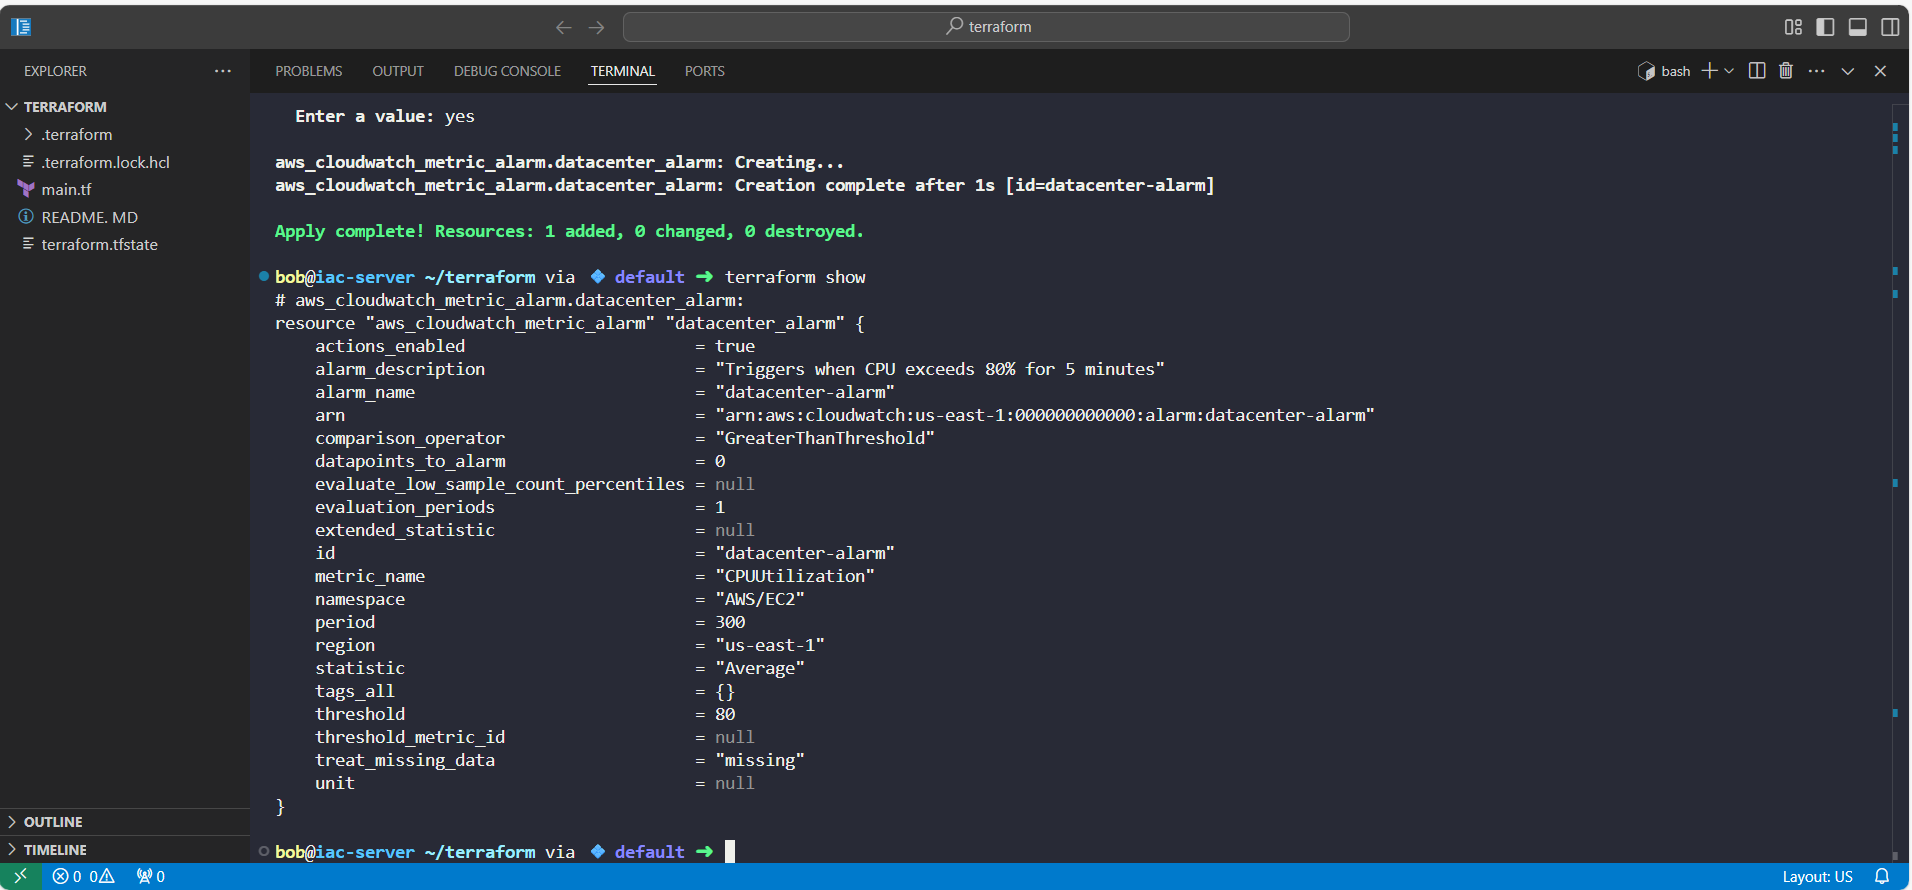 terraform
EXPLORER
TERRAFORM
.terraform
.terraform.lock.hcl
main.tf
README. MD
terraform.tfstate
OUTLINE
TIMELINE
PROBLEMS OUTPUT DEBUG CONSOLE TERMINAL PORTS
bash
Enter a value: yes
aws_cloudwatch_metric_alarm.datacenter_alarm: Creating...
aws_cloudwatch_metric_alarm.datacenter_alarm: Creation complete after 1s [id=datacenter-alarm]
Apply complete! Resources: 1 added, 0 changed, 0 destroyed.
bob@iac-server ~/terraform via default ➜ terraform show
# aws_cloudwatch_metric_alarm.datacenter_alarm:
resource "aws_cloudwatch_metric_alarm" "datacenter_alarm" {
    actions_enabled                       = true
    alarm_description                     = "Triggers when CPU exceeds 80% for 5 minutes"
    alarm_name                            = "datacenter-alarm"
    arn                                   = "arn:aws:cloudwatch:us-east-1:000000000000:alarm:datacenter-alarm"
    comparison_operator                   = "GreaterThanThreshold"
    datapoints_to_alarm                   = 0
    evaluate_low_sample_count_percentiles = null
    evaluation_periods                    = 1
    extended_statistic                    = null
    id                                    = "datacenter-alarm"
    metric_name                           = "CPUUtilization"
    namespace                             = "AWS/EC2"
    period                                = 300
    region                                = "us-east-1"
    statistic                             = "Average"
    tags_all                              = {}
    threshold                             = 80
    threshold_metric_id                   = null
    treat_missing_data                    = "missing"
    unit                                  = null
}
bob@iac-server ~/terraform via default ➜
0 0 0
Layout: US